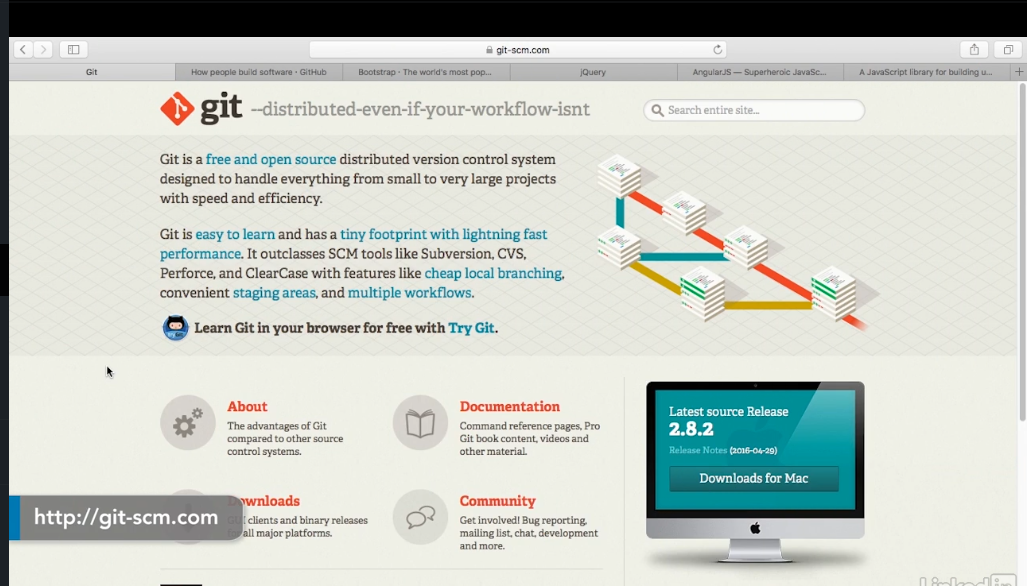 git-scm.com
Git
How people build software · GitHub
Bootstrap · The world's most pop...
jQuery
AngularJS — Superheroic JavaSc...
A JavaScript library for building u...
git --distributed-even-if-your-workflow-isnt
Search entire site...
Git is a free and open source distributed version control system
designed to handle everything from small to very large projects
with speed and efficiency.
Git is easy to learn and has a tiny footprint with lightning fast
performance. It outclasses SCM tools like Subversion, CVS,
Perforce, and ClearCase with features like cheap local branching,
convenient staging areas, and multiple workflows.
Learn Git in your browser for free with Try Git.
About
The advantages of Git
compared to other source
control systems.
Documentation
Command reference pages, Pro
Git book content, videos and
other material.
Latest source Release
2.8.2
Release Notes (2016-04-29)
Downloads for Mac
clients and binary releases
all major platforms.
Community
Get involved! Bug reporting,
mailing list, chat, development
and more.
http://git-scm.com